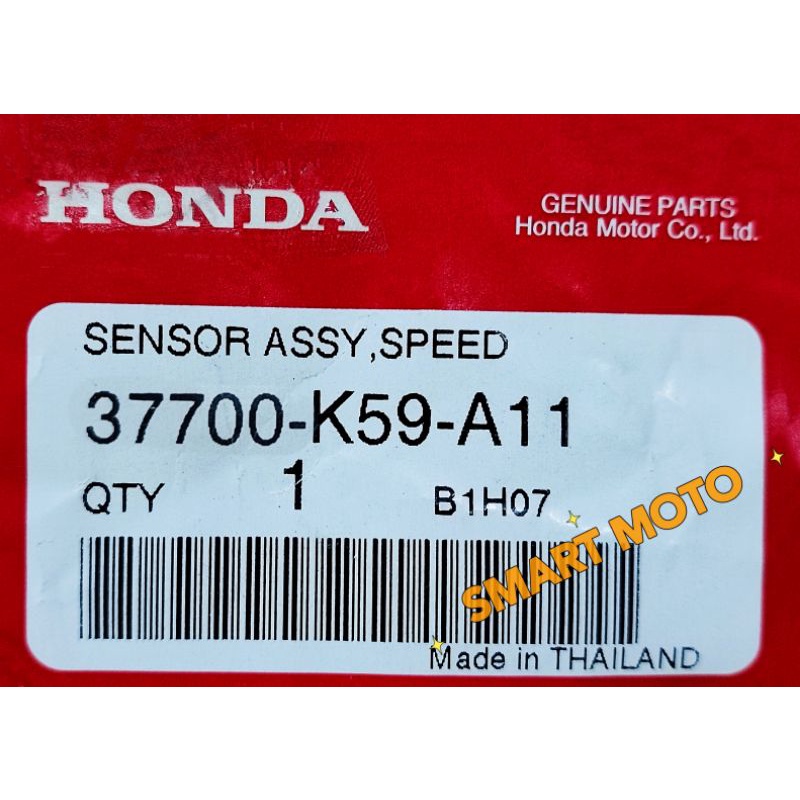 HONDA
GENUINE PARTS
Honda Motor Co., Ltd.
SENSOR ASSY,SPEED
37700-K59-A11
QTY 1 B1H07
SMART MOTO
Made in THAILAND